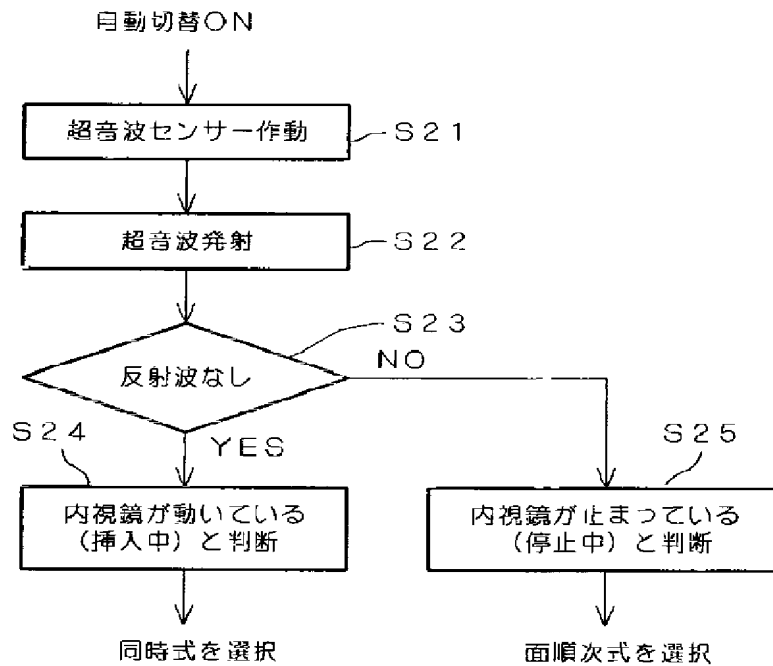 自動切替ON
超音波センサー作動
S21
超音波発射
S22
S23
反射波なし
NO
YES
S24
内視鏡が動いている
(挿入中)と判断
S25
内視鏡が止まっている
(停止中)と判断
同時式を選択
面順次式を選択